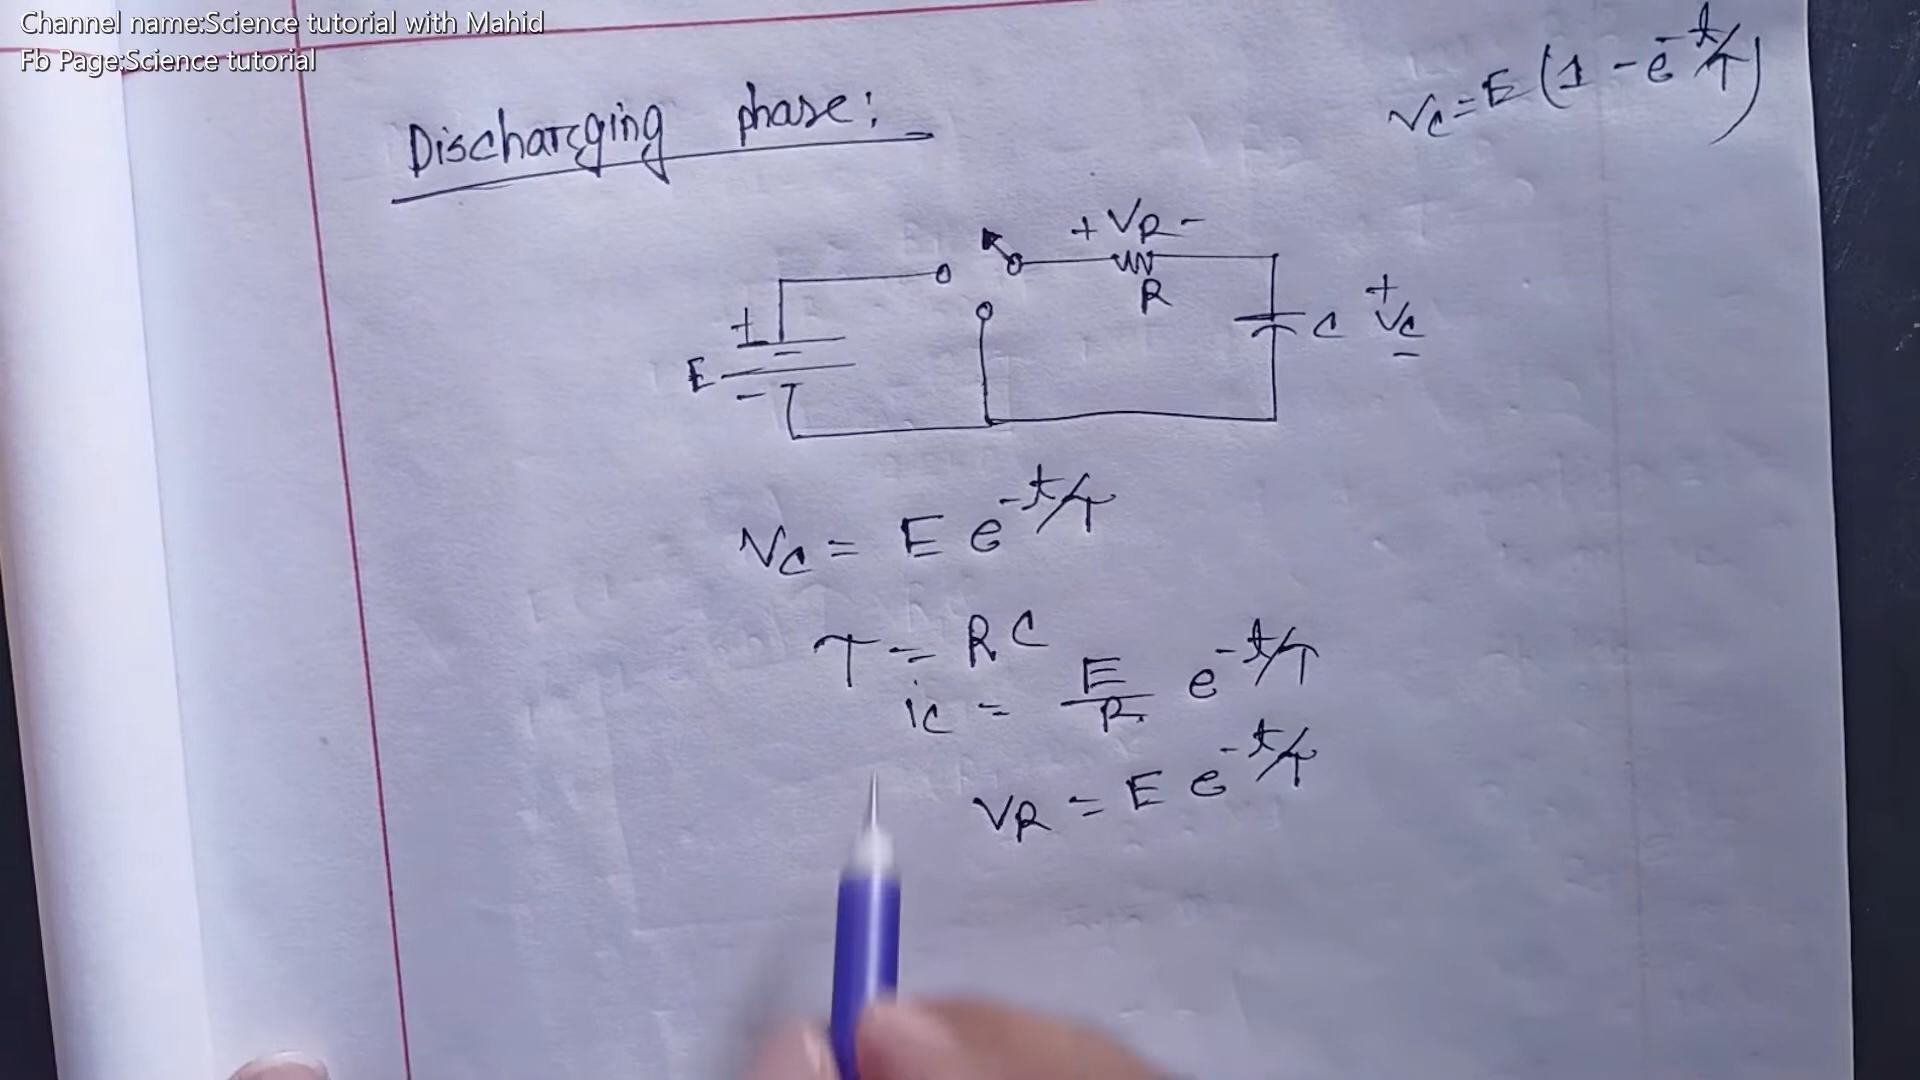 Channel name:Science tutorial with Mahid
Fb Page:Science tutorial
Vc = E (1 - e^-t/τ)
Discharging phase:
+ VR -
R
+
E
-
C
+
Vc
-
Vc = E e^-t/τ
τ = RC
ic = E/R e^-t/τ
VR = E e^-t/τ